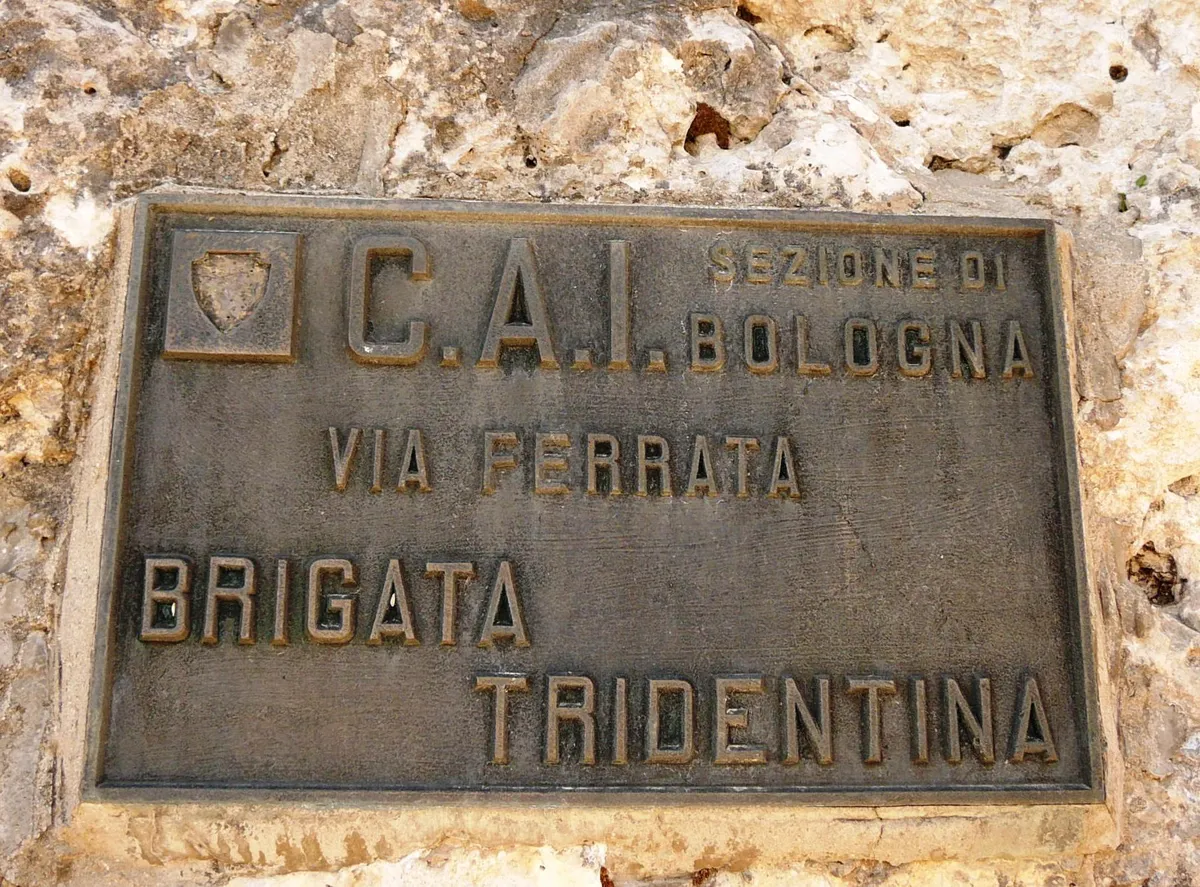 C.A.I. SEZIONE DI
BOLOGNA
VIA FERRATA
BRIGATA
TRIDENTINA